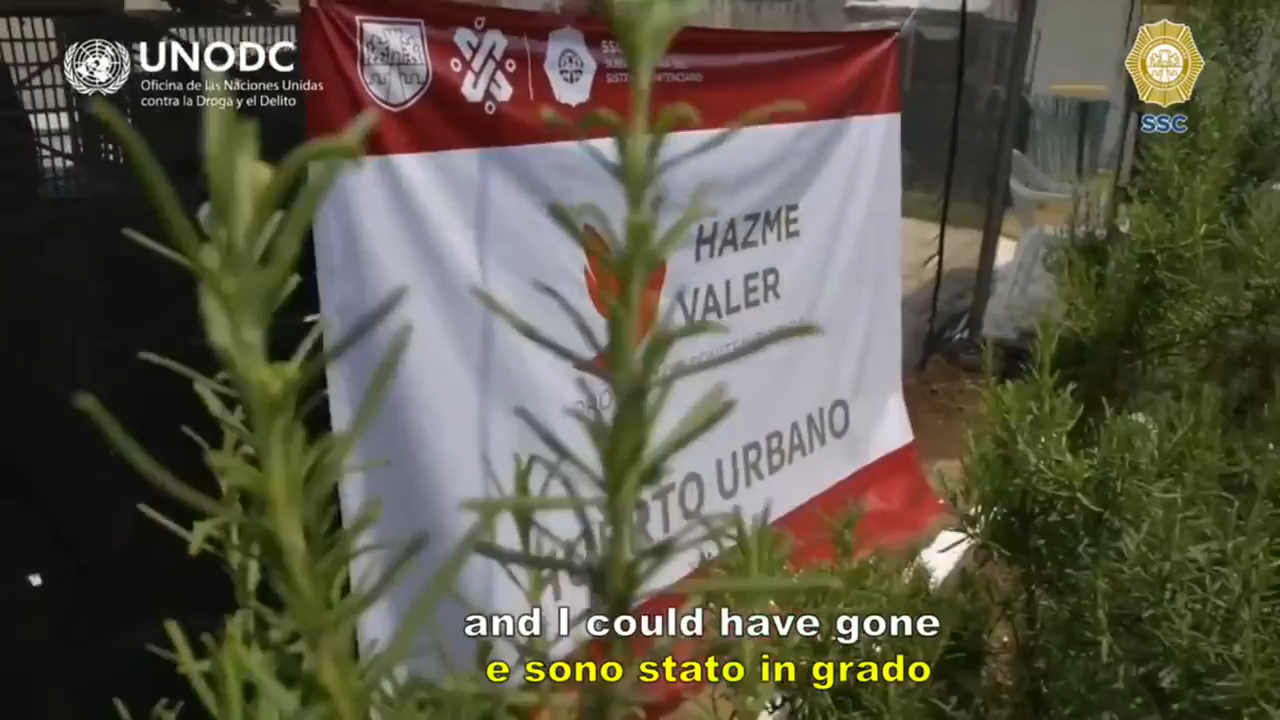 UNODC
Oficina de las Naciones Unidas
contra la Droga y el Delito
SSC
HAZME
VALER
URBANO
and I could have gone
e sono stato in grado